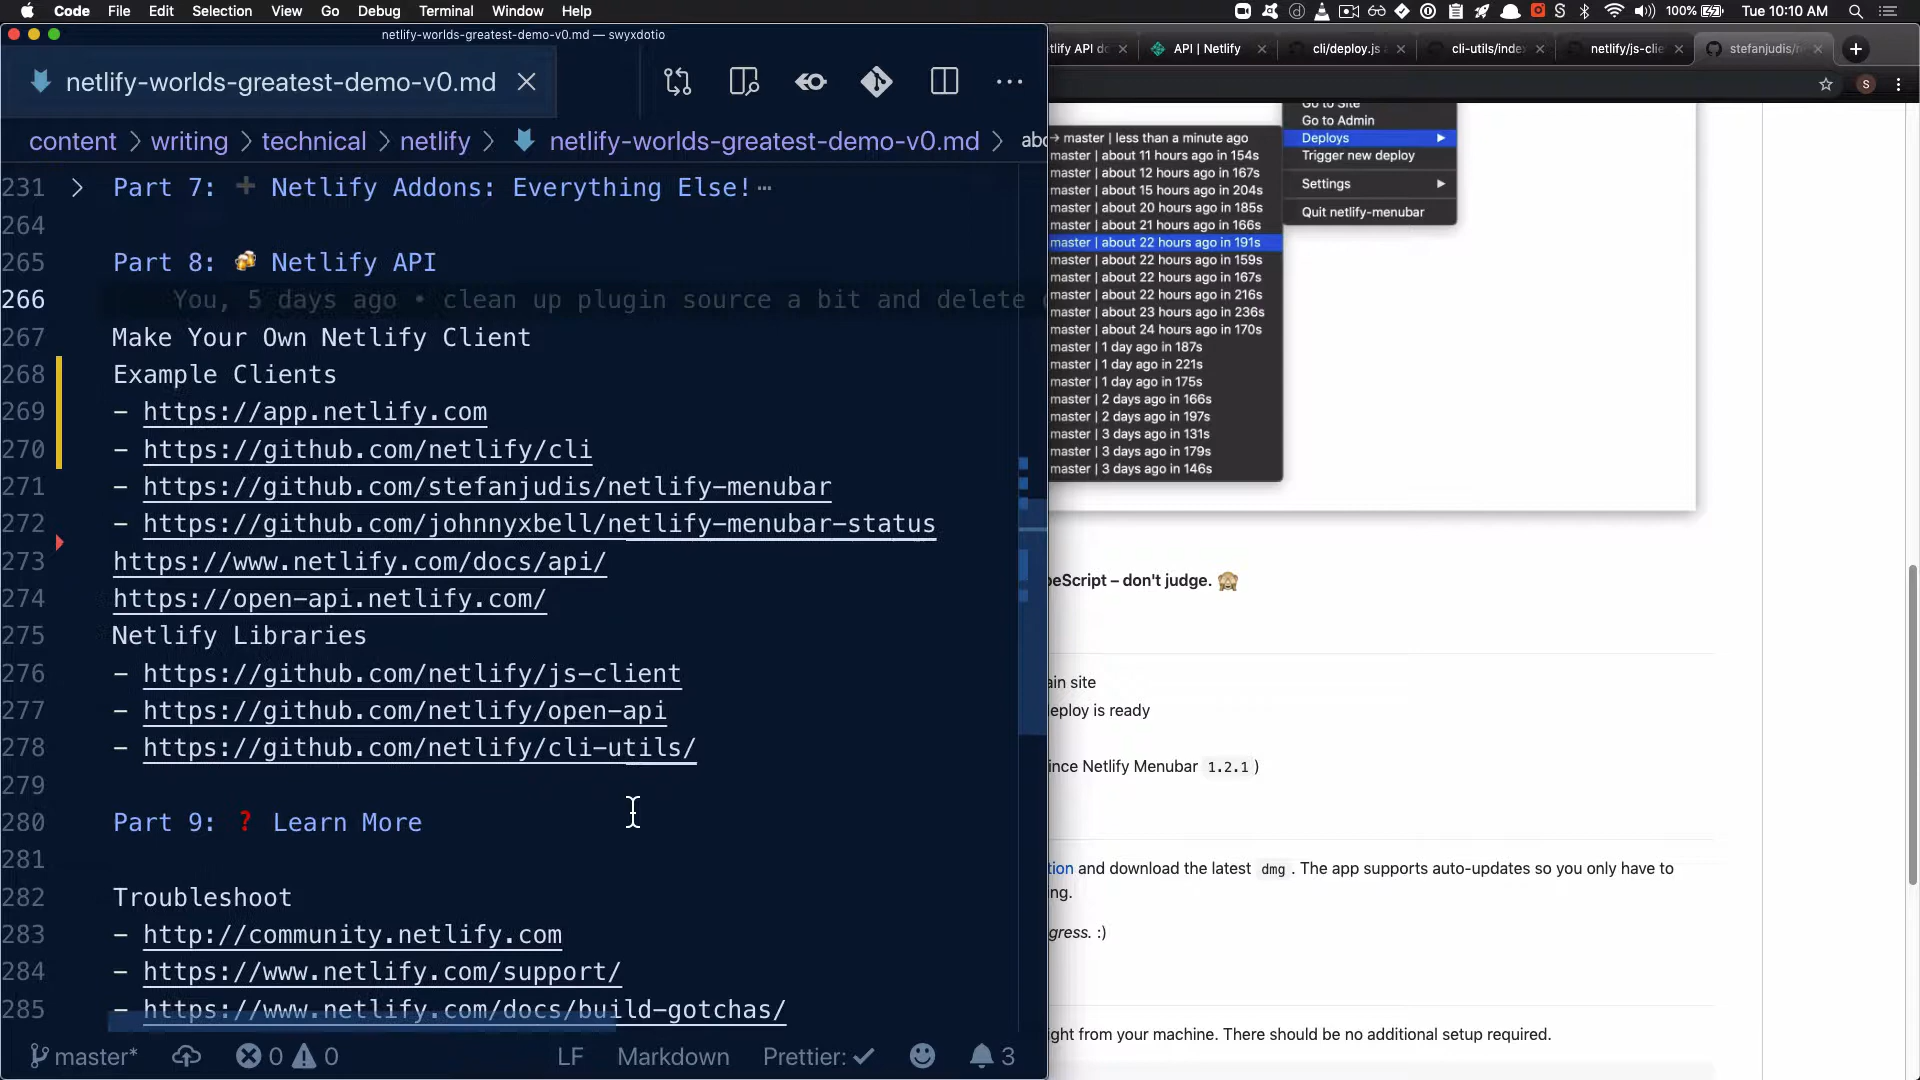 Code File Edit Selection View Go Debug Terminal Window Help
100% Tue 10:10 AM
netlify-worlds-greatest-demo-v0.md — swyxdotio
netlify-worlds-greatest-demo-v0.md
content > writing > technical > netlify > netlify-worlds-greatest-demo-v0.md >
231 > Part 7: ➕ Netlify Addons: Everything Else!⋯
264
265 Part 8: 🍻 Netlify API
266 You, 5 days ago • clean up plugin source a bit and delete
267 Make Your Own Netlify Client
268 Example Clients
269 - https://app.netlify.com
270 - https://github.com/netlify/cli
271 - https://github.com/stefanjudis/netlify-menubar
272 - https://github.com/johnnyxbell/netlify-menubar-status
273 https://www.netlify.com/docs/api/
274 https://open-api.netlify.com/
275 Netlify Libraries
276 - https://github.com/netlify/js-client
277 - https://github.com/netlify/open-api
278 - https://github.com/netlify/cli-utils/
279
280 Part 9: ❓ Learn More
281
282 Troubleshoot
283 - http://community.netlify.com
284 - https://www.netlify.com/support/
285 - https://www.netlify.com/docs/build-gotchas/
master* 0 0 LF Markdown Prettier: ✓ 3
tlify API do API | Netlify cli/deploy.js cli-utils/inde netlify/js-clie stefanjudis/n
S
Go to Site
Go to Admin
Deploys
Trigger new deploy
Settings
Quit netlify-menubar
→ master | less than a minute ago
master | about 11 hours ago in 154s
master | about 12 hours ago in 167s
master | about 15 hours ago in 204s
master | about 20 hours ago in 185s
master | about 21 hours ago in 166s
master | about 22 hours ago in 191s
master | about 22 hours ago in 159s
master | about 22 hours ago in 167s
master | about 22 hours ago in 216s
master | about 23 hours ago in 236s
master | about 24 hours ago in 170s
master | 1 day ago in 187s
master | 1 day ago in 221s
master | 1 day ago in 175s
master | 2 days ago in 166s
master | 2 days ago in 197s
master | 3 days ago in 131s
master | 3 days ago in 179s
master | 3 days ago in 146s
peScript – don't judge. 🙈
ain site
eploy is ready
ince Netlify Menubar 1.2.1 )
tion and download the latest dmg . The app supports auto-updates so you only have to
ng.
gress. :)
ight from your machine. There should be no additional setup required.